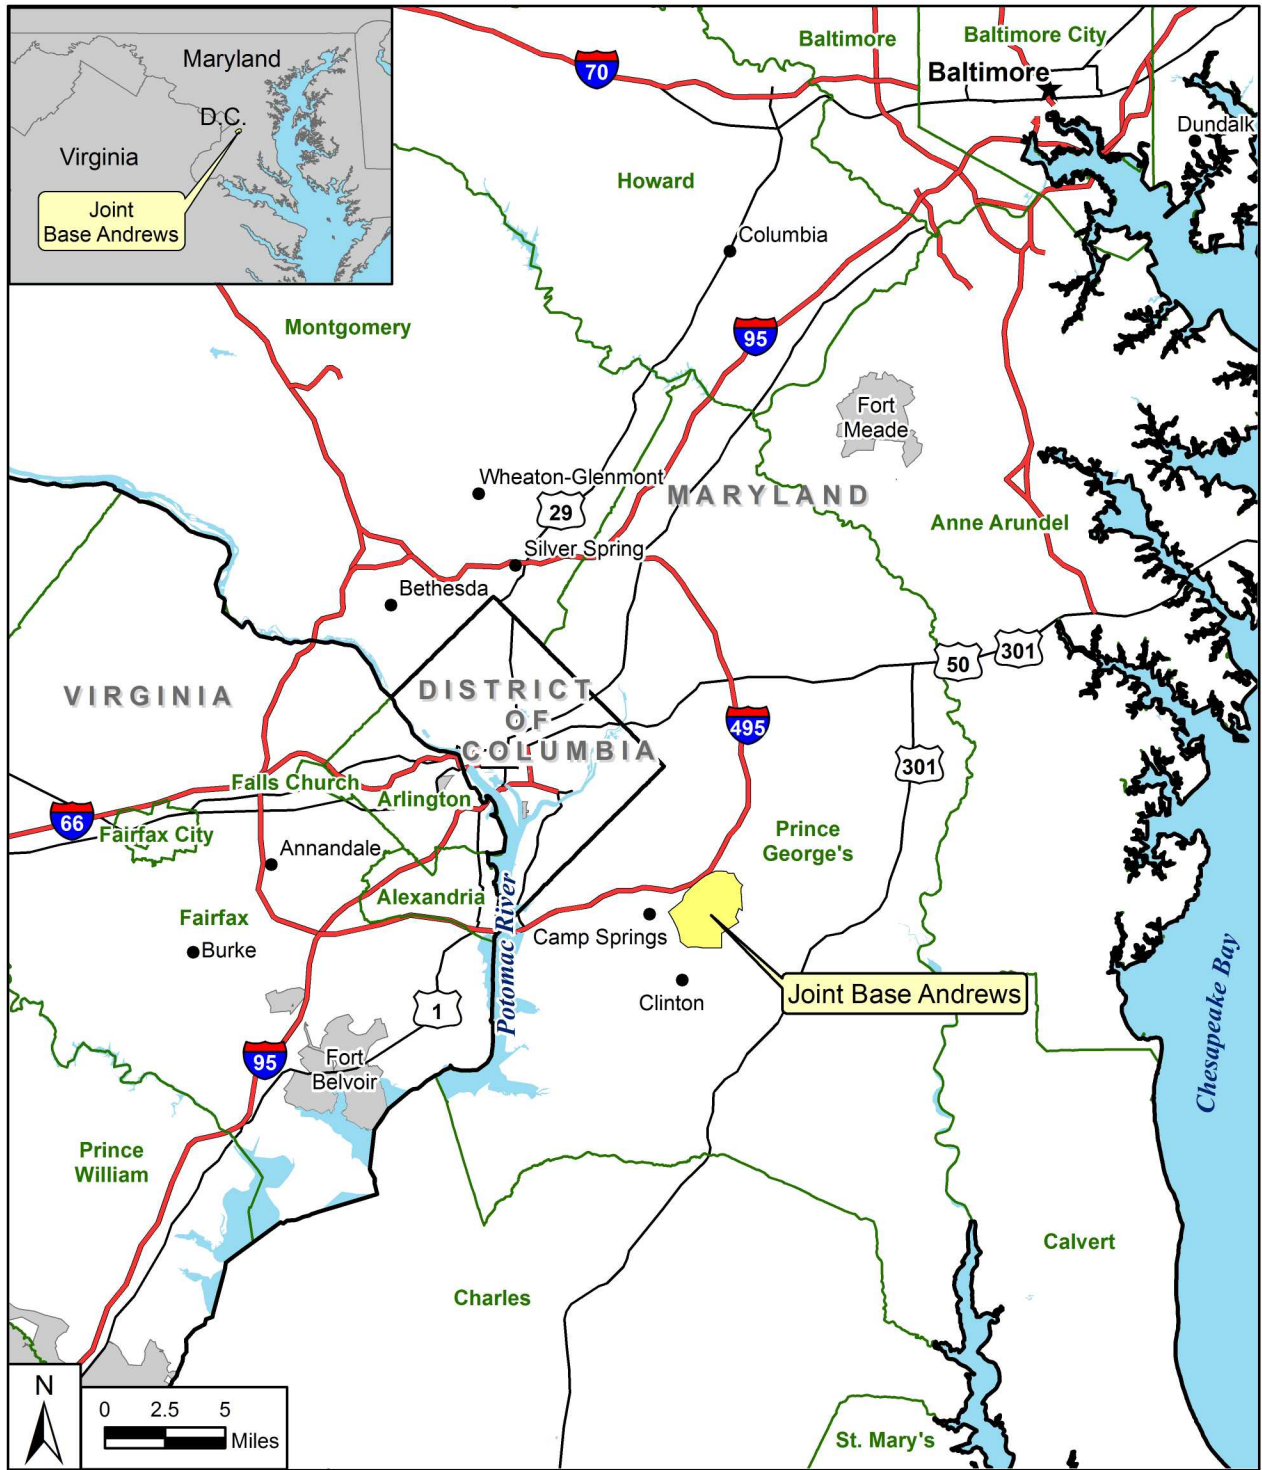 Maryland
D.C.
Virginia
Joint
Base Andrews
70
Baltimore
Baltimore City
Baltimore
Dundalk
Howard
Columbia
Montgomery
95
Fort
Meade
Wheaton-Glenmont
29
MARYLAND
Anne Arundel
Silver Spring
Bethesda
50
301
VIRGINIA
DISTRICT
OF
COLUMBIA
495
301
Falls Church
Arlington
66
Fairfax City
Annandale
Prince
George's
Alexandria
Fairfax
Burke
Potomac River
Camp Springs
Clinton
Joint Base Andrews
1
95
Fort
Belvoir
Chesapeake Bay
Prince
William
Calvert
Charles
St. Mary's
N
0 2.5 5
Miles